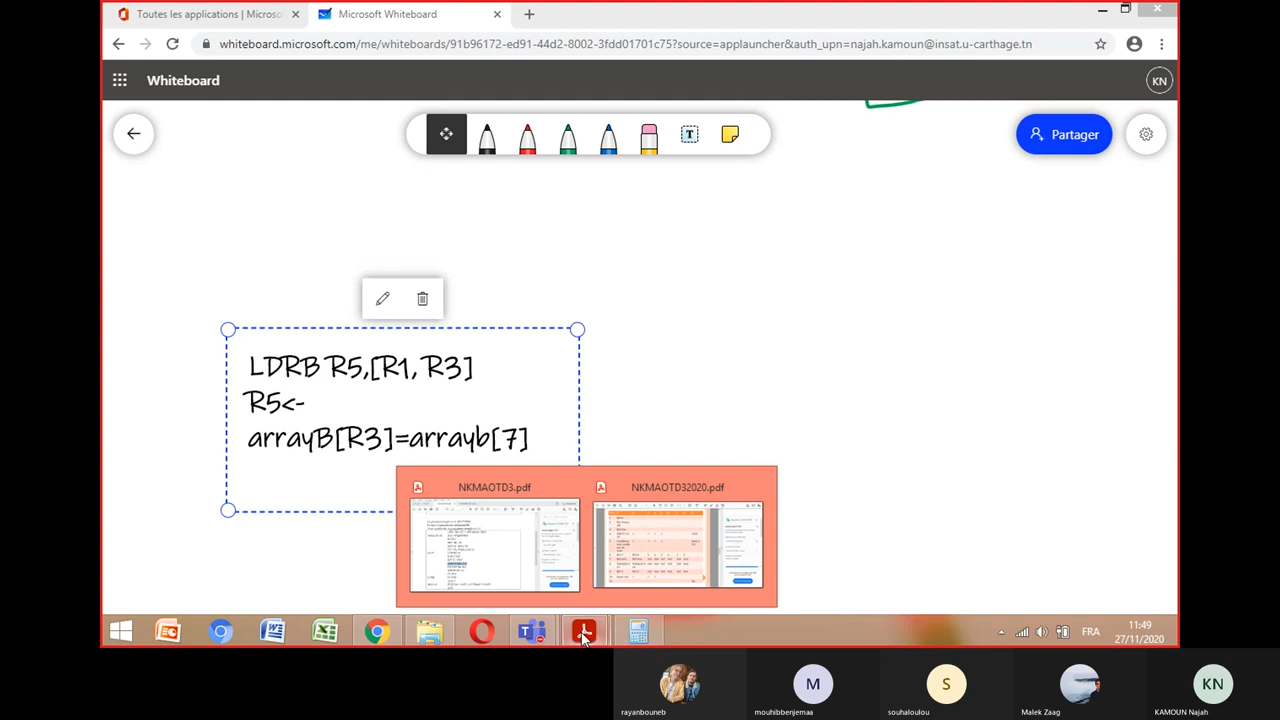 Toutes les applications | Microso
Microsoft Whiteboard
whiteboard.microsoft.com/me/whiteboards/91b96172-ed91-44d2-8002-3fdd01701c75?source=applauncher&auth_upn=najah.kamoun@insat.u-carthage.tn
Whiteboard
KN
T
Partager
LDRB R5,[R1, R3]
R5<-
arrayB[R3]=arrayb[7]
NKMAOTD3.pdf
NKMAOTD32020.pdf
FRA
11:49
27/11/2020
M
S
KN
rayanbouneb
mouhibbenjemaa
souhaloulou
Malek Zaag
KAMOUN Najah